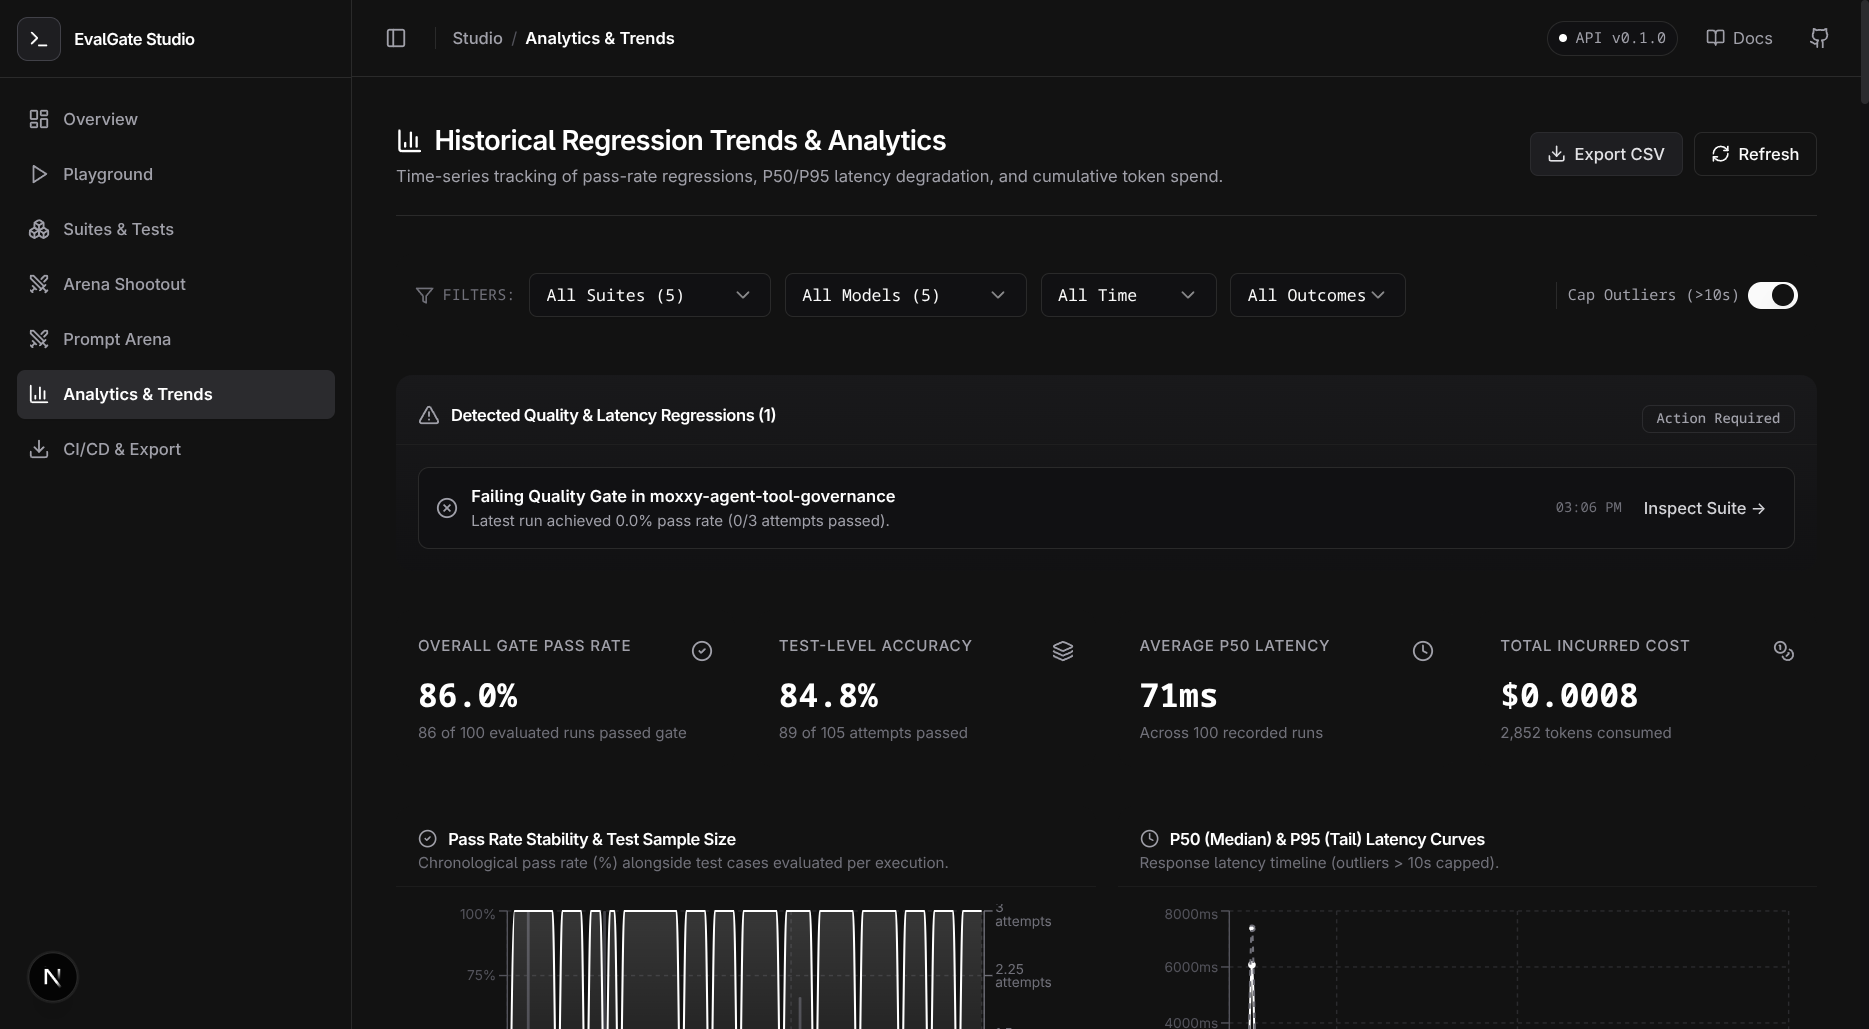 EvalGate Studio
Overview
Playground
Suites & Tests
Arena Shootout
Prompt Arena
Analytics & Trends
CI/CD & Export
N
Studio / Analytics & Trends
API v0.1.0
Docs
Historical Regression Trends & Analytics
Time-series tracking of pass-rate regressions, P50/P95 latency degradation, and cumulative token spend.
Export CSV
Refresh
FILTERS:
All Suites (5)
All Models (5)
All Time
All Outcomes
Cap Outliers (>10s)
Detected Quality & Latency Regressions (1)
Action Required
Failing Quality Gate in moxxy-agent-tool-governance
Latest run achieved 0.0% pass rate (0/3 attempts passed).
03:06 PM
Inspect Suite →
OVERALL GATE PASS RATE
86.0%
86 of 100 evaluated runs passed gate
TEST-LEVEL ACCURACY
84.8%
89 of 105 attempts passed
AVERAGE P50 LATENCY
71ms
Across 100 recorded runs
TOTAL INCURRED COST
$0.0008
2,852 tokens consumed
Pass Rate Stability & Test Sample Size
Chronological pass rate (%) alongside test cases evaluated per execution.
100%
75%
3
attempts
2.25
attempts
P50 (Median) & P95 (Tail) Latency Curves
Response latency timeline (outliers > 10s capped).
8000ms
6000ms
4000ms